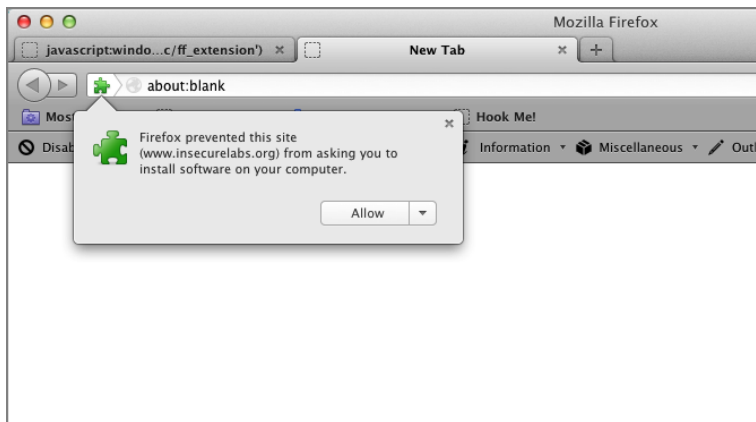 Mozilla Firefox
javascript:windo...c/ff_extension')
New Tab
about:blank
Hook Me!
Information
Miscellaneous
Firefox prevented this site
(www.insecurelabs.org) from asking you to
install software on your computer.
Allow